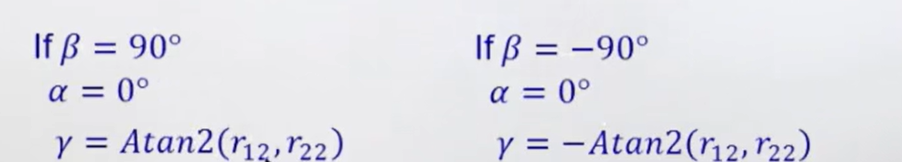 If β = 90°
α = 0°
γ = Atan2(r₁₂, r₂₂)
If β = −90°
α = 0°
γ = −Atan2(r₁₂, r₂₂)